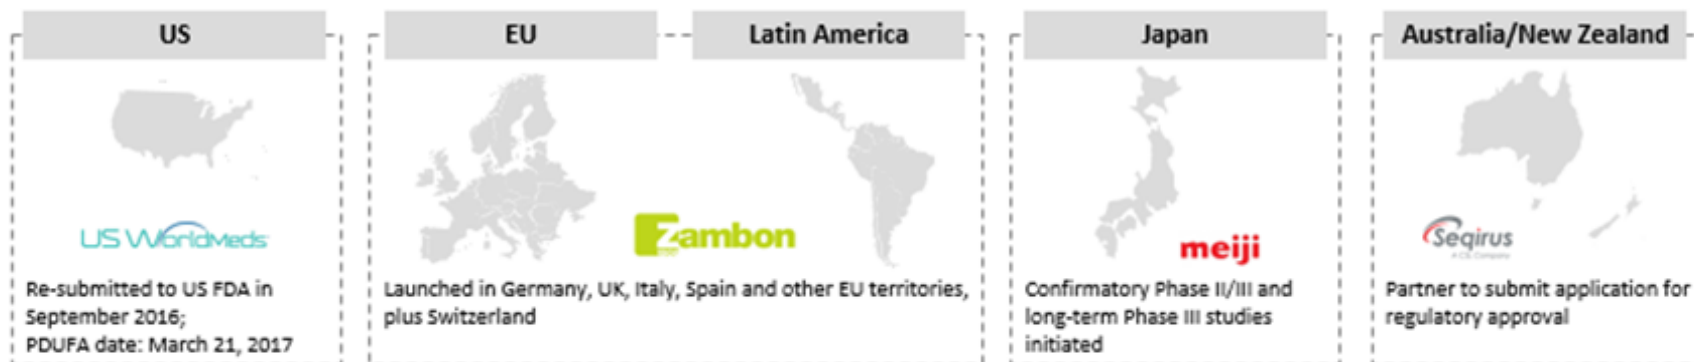 US
US WorldMeds
Re-submitted to US FDA in
September 2016;
PDUFA date: March 21, 2017
EU
Latin America
Zambon
Launched in Germany, UK, Italy, Spain and other EU territories,
plus Switzerland
Japan
meiji
Confirmatory Phase II/III and
long-term Phase III studies
initiated
Australia/New Zealand
Seqirus
A CSL Company
Partner to submit application for
regulatory approval